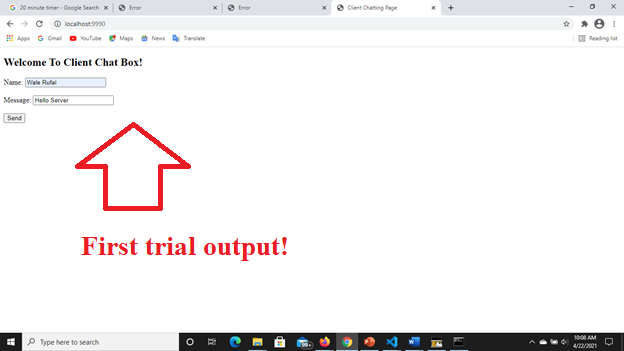 20 minute timer - Google Search
Error
Error
Client Chatting Page
localhost:9990
Apps Gmail YouTube Maps News Translate Reading list
Welcome To Client Chat Box!
Name: Wale Rufai
Message: Hello Server
Send
First trial output!
Type here to search
99+
10:08 AM
4/22/2021